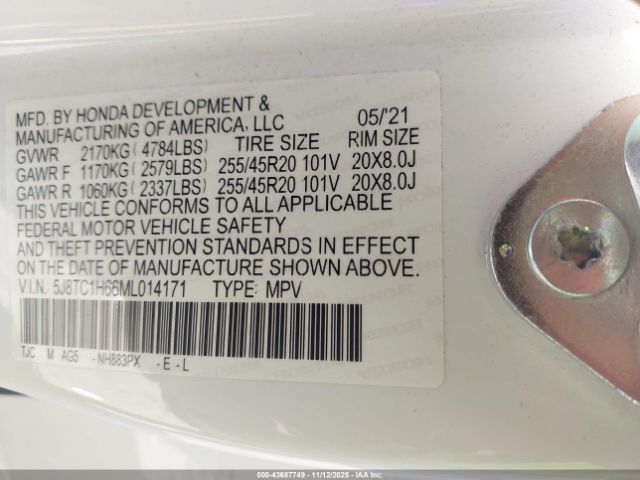 MFD. BY HONDA DEVELOPMENT &
MANUFACTURING OF AMERICA, LLC 05/'21
GVWR 2170KG ( 4784LBS) TIRE SIZE RIM SIZE
GAWR F 1170KG ( 2579LBS) 255/45R20 101V 20X8.0J
GAWR R 1060KG ( 2337LBS) 255/45R20 101V 20X8.0J
THIS VEHICLE CONFORMS TO ALL APPLICABLE
FEDERAL MOTOR VEHICLE SAFETY
AND THEFT PREVENTION STANDARDS IN EFFECT
ON THE DATE OF MANUFACTURE SHOWN ABOVE.
V.I.N.: 5J8TC1H66ML014171 TYPE: MPV
TJC M AG5 - NH883PX - E - L
000-43687749 - 11/12/2025 - IAAI.COM